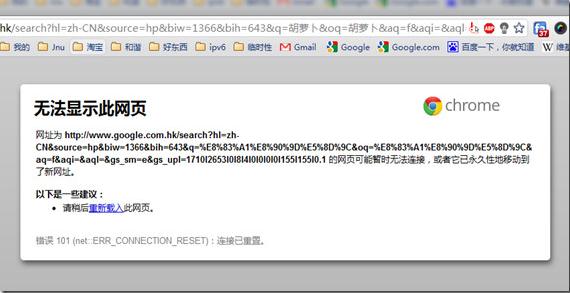 hk/search?hl=zh-CN&source=hp&biw=1366&bih=643&q=胡萝卜&oq=胡萝卜&aq=f&aqi=&aql
我的 Jnu 淘宝 和谐 好东西 ipv6 临时性 Gmail Google Google.com 百度一下，你就知道 维基
37
无法显示此网页
chrome
网址为 http://www.google.com.hk/search?hl=zh-
CN&source=hp&biw=1366&bih=643&q=%E8%83%A1%E8%90%9D%E5%8D%9C&oq=%E8%83%A1%E8%90%9D%E5%8D%9C&
aq=f&aqi=&aql=&gs_sm=e&gs_upl=1710l2653l0l8l4l0l0l0l0l155l155l0.1 的网页可能暂时无法连接，或者它已永久性地移动到
了新网址。
以下是一些建议：
请稍后重新载入此网页。
错误 101 (net::ERR_CONNECTION_RESET)：连接已重置。